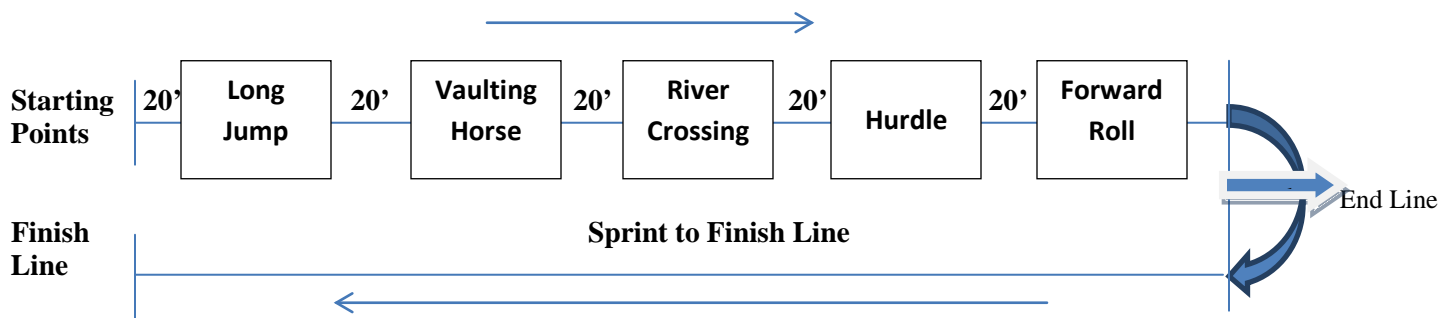 Starting
Points
20’
Long
Jump
20’
Vaulting
Horse
20’
River
Crossing
20’
Hurdle
20’
Forward
Roll
End Line
Finish
Line
Sprint to Finish Line